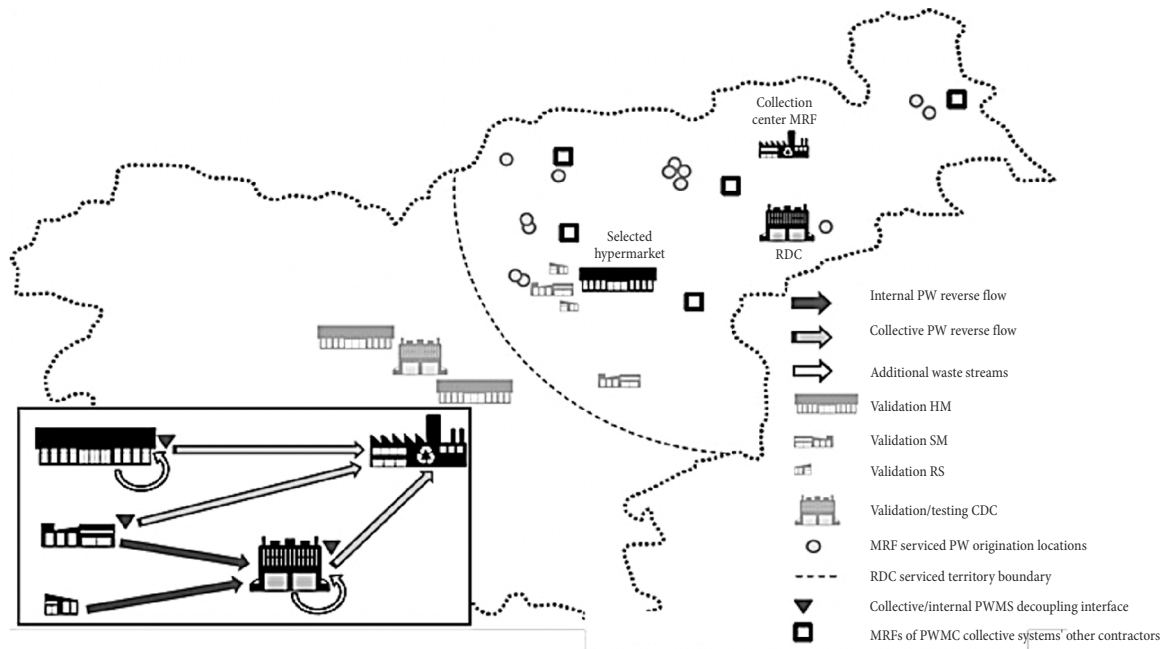 Collection
center MRF
Selected
hypermarket
RDC
Internal PW reverse flow
Collective PW reverse flow
Additional waste streams
Validation HM
Validation SM
Validation RS
Validation/testing CDC
MRF serviced PW origination locations
RDC serviced territory boundary
Collective/internal PWMS decoupling interface
MRFs of PWMC collective systems' other contractors